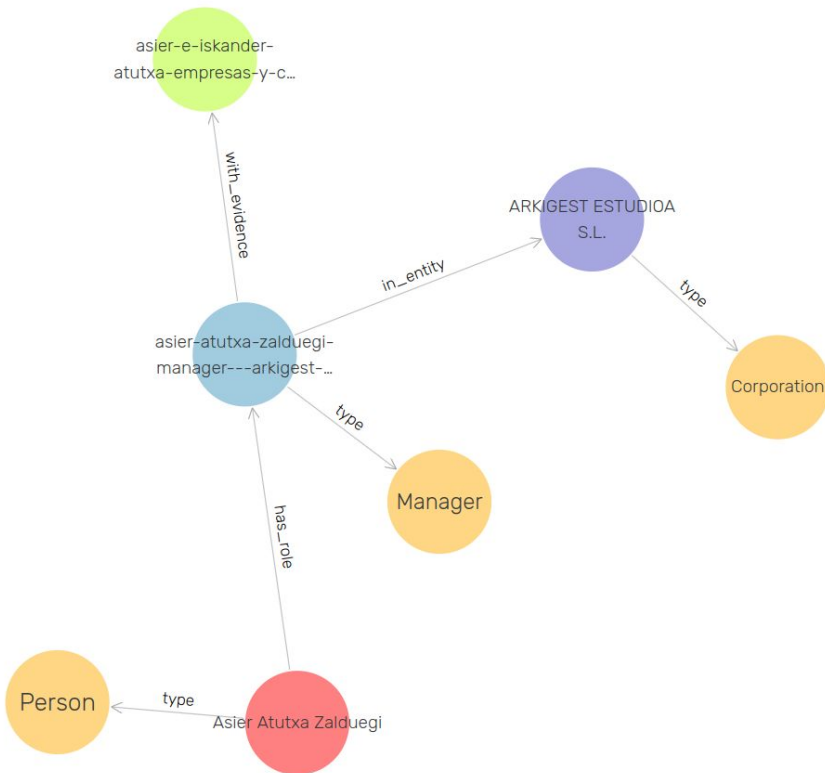 asier-e-iskander-
atutxa-empresas-y-c…
with_evidence
ARKIGEST ESTUDIOA
S.L.
in_entity
type
asier-atutxa-zalduegi-
manager---arkigest-…
Corporation
type
Manager
has_role
Person
type
Asier Atutxa Zalduegi